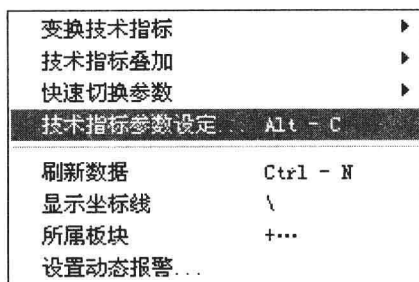 变换技术指标
技术指标叠加
快速切换参数
技术指标参数设定... Alt - C
刷新数据 Ctrl - N
显示坐标线 \
所属板块 +···
设置动态报警...